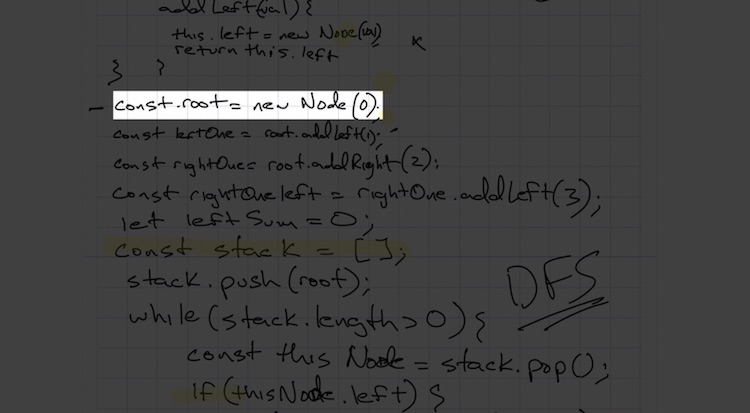 addLeft(val) {
this.left = new Node(val)
return this.left
} }
- const.root = new Node(0);
const leftOne = root.addLeft(1);
const rightOne = root.addRight(2);
const rightOneleft = rightOne.addLeft(3);
let leftSum = 0;
const stack = [];
stack.push(root);
DFS
while(stack.length>0) {
const this Node = stack.pop();
if (thisNode.left) {